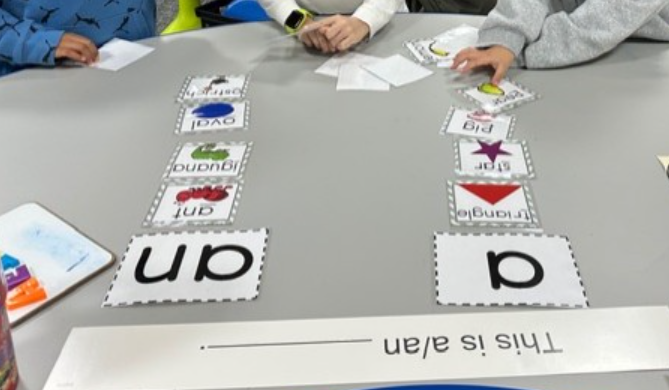 This is a/an ________.
a
triangle
star
pig
an
ant
iguana
oval
ostrich